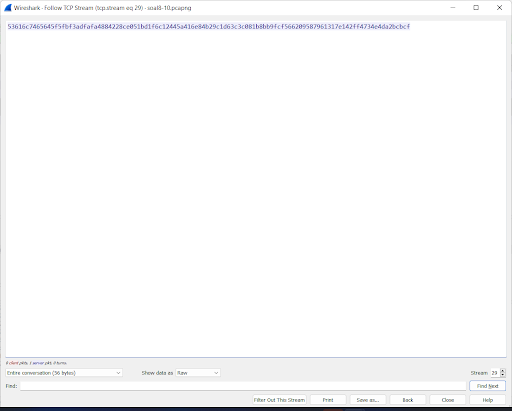 Wireshark · Follow TCP Stream (tcp.stream eq 29) · soal8-10.pcapng
53616c7465645f5fbf3adfafa4884228ce051bd1f6c12445a416e84b29c1d63c3c081b8bb9fcf566209587961317e142ff4734e4da2bcbcf
0 client pkts, 1 server pkt, 0 turns.
Entire conversation (56 bytes) Show data as Raw Stream 29
Find: Find Next
Filter Out This Stream Print Save as... Back Close Help